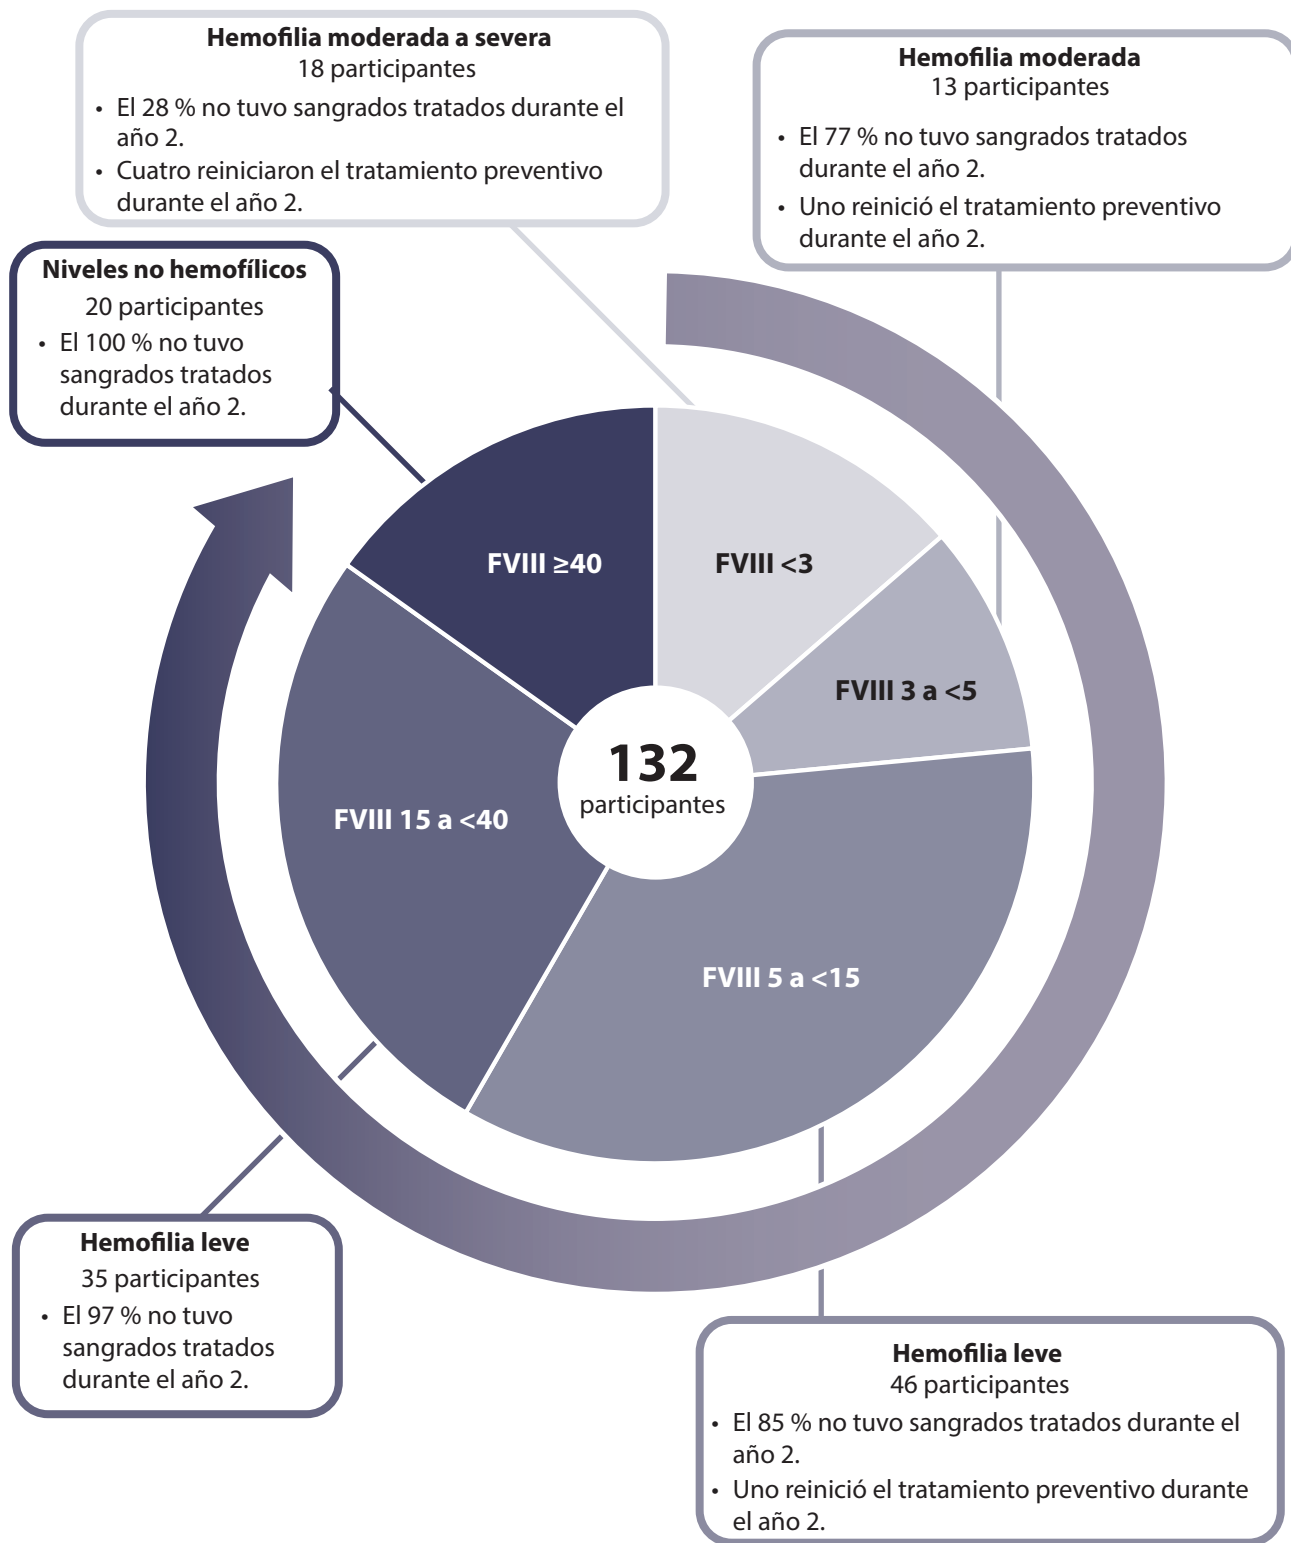 Hemofilia moderada a severa
18 participantes
• El 28 % no tuvo sangrados tratados durante el
año 2.
• Cuatro reiniciaron el tratamiento preventivo
durante el año 2.
Hemofilia moderada
13 participantes
• El 77 % no tuvo sangrados tratados
durante el año 2.
• Uno reinició el tratamiento preventivo
durante el año 2.
Niveles no hemofílicos
20 participantes
• El 100 % no tuvo
sangrados tratados
durante el año 2.
FVIII ≥40
FVIII <3
FVIII 3 a <5
132
participantes
FVIII 15 a <40
FVIII 5 a <15
Hemofilia leve
35 participantes
• El 97 % no tuvo
sangrados tratados
durante el año 2.
Hemofilia leve
46 participantes
• El 85 % no tuvo sangrados tratados durante el
año 2.
• Uno reinició el tratamiento preventivo durante
el año 2.